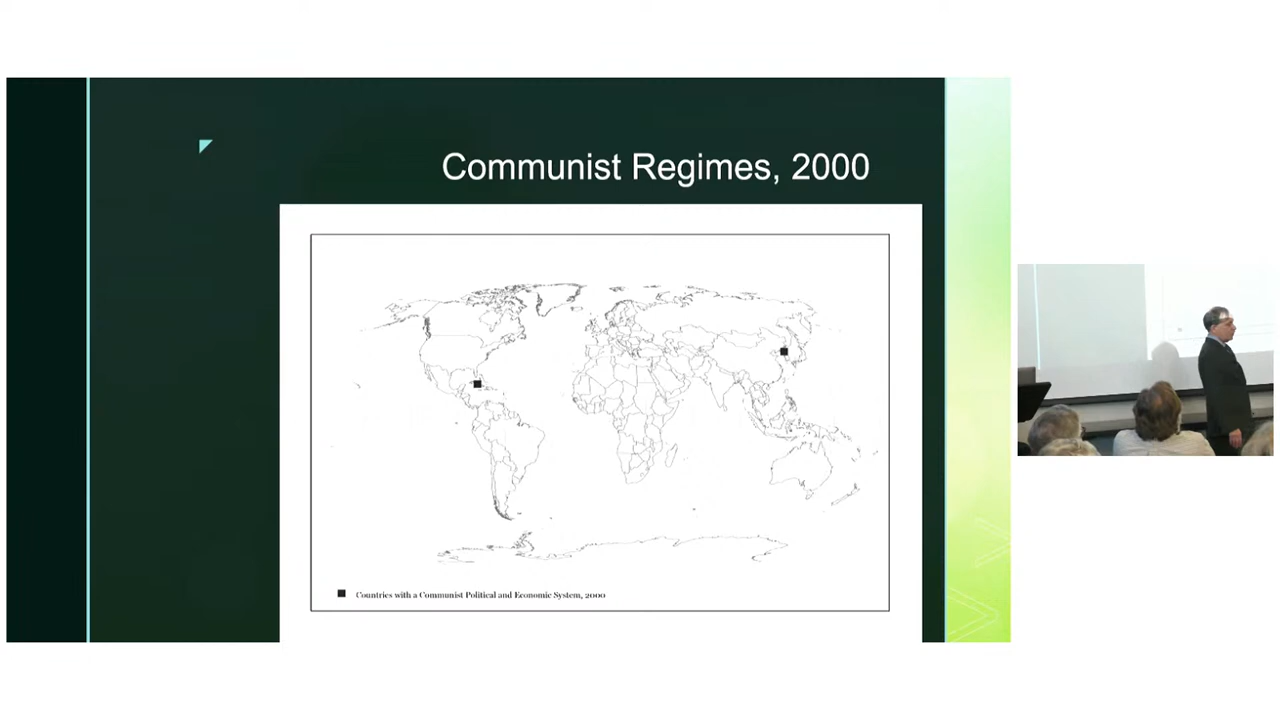 Communist Regimes, 2000
Countries with a Communist Political and Economic System, 2000